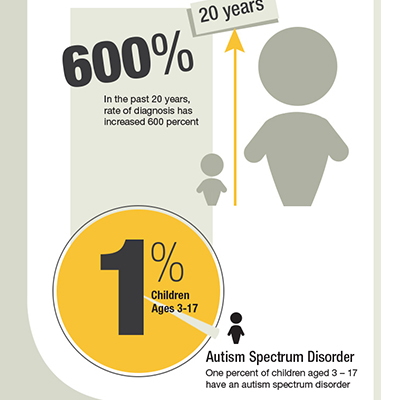 20 years
600%
In the past 20 years,
rate of diagnosis has
increased 600 percent
1%
Children
Ages 3-17
Autism Spectrum Disorder
One percent of children aged 3 – 17
have an autism spectrum disorder